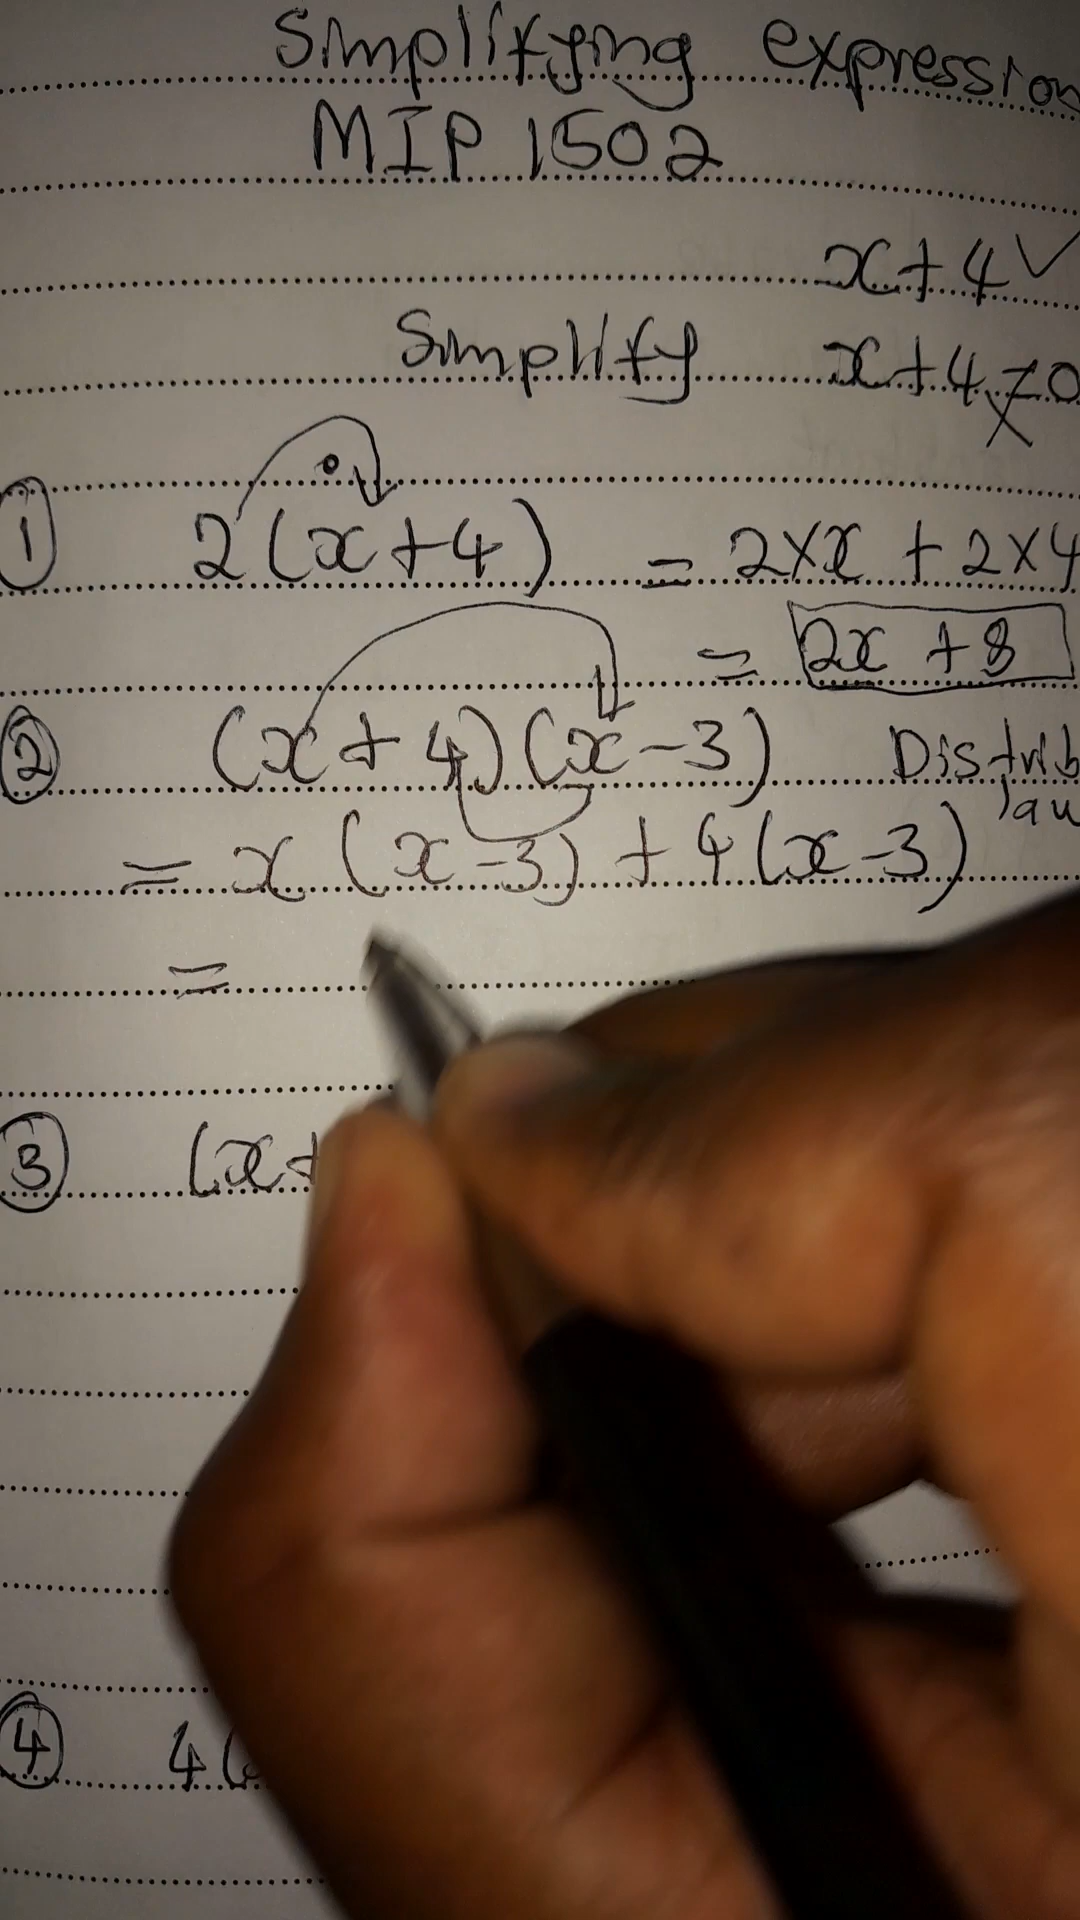 Simplifying expression
MIP 1502
x+4 ✓
Simplify x+4=0
1 2(x+4) = 2×x + 2×4
= 2x + 8
2 (x+4)(x-3) Distrib
law
= x(x-3) + 4(x-3)
=
3 (x+
4 4(